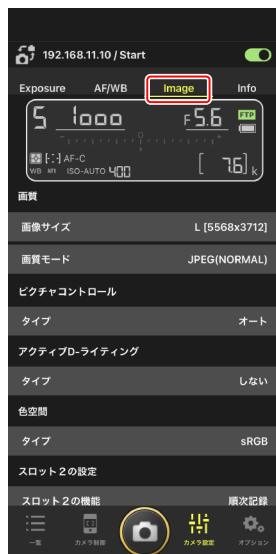 192.168.11.10 / Start
Exposure AF/WB Image Info
S 1000 F5.6 FTP
AF-C
WB ISO-AUTO 400 [ 7.6] k
画質
画像サイズ L [5568x3712]
画質モード JPEG(NORMAL)
ピクチャコントロール
タイプ オート
アクティブD-ライティング
タイプ しない
色空間
タイプ sRGB
スロット2の設定
スロット2の機能 順次記録
一覧 カメラ制御 カメラ設定 オプション